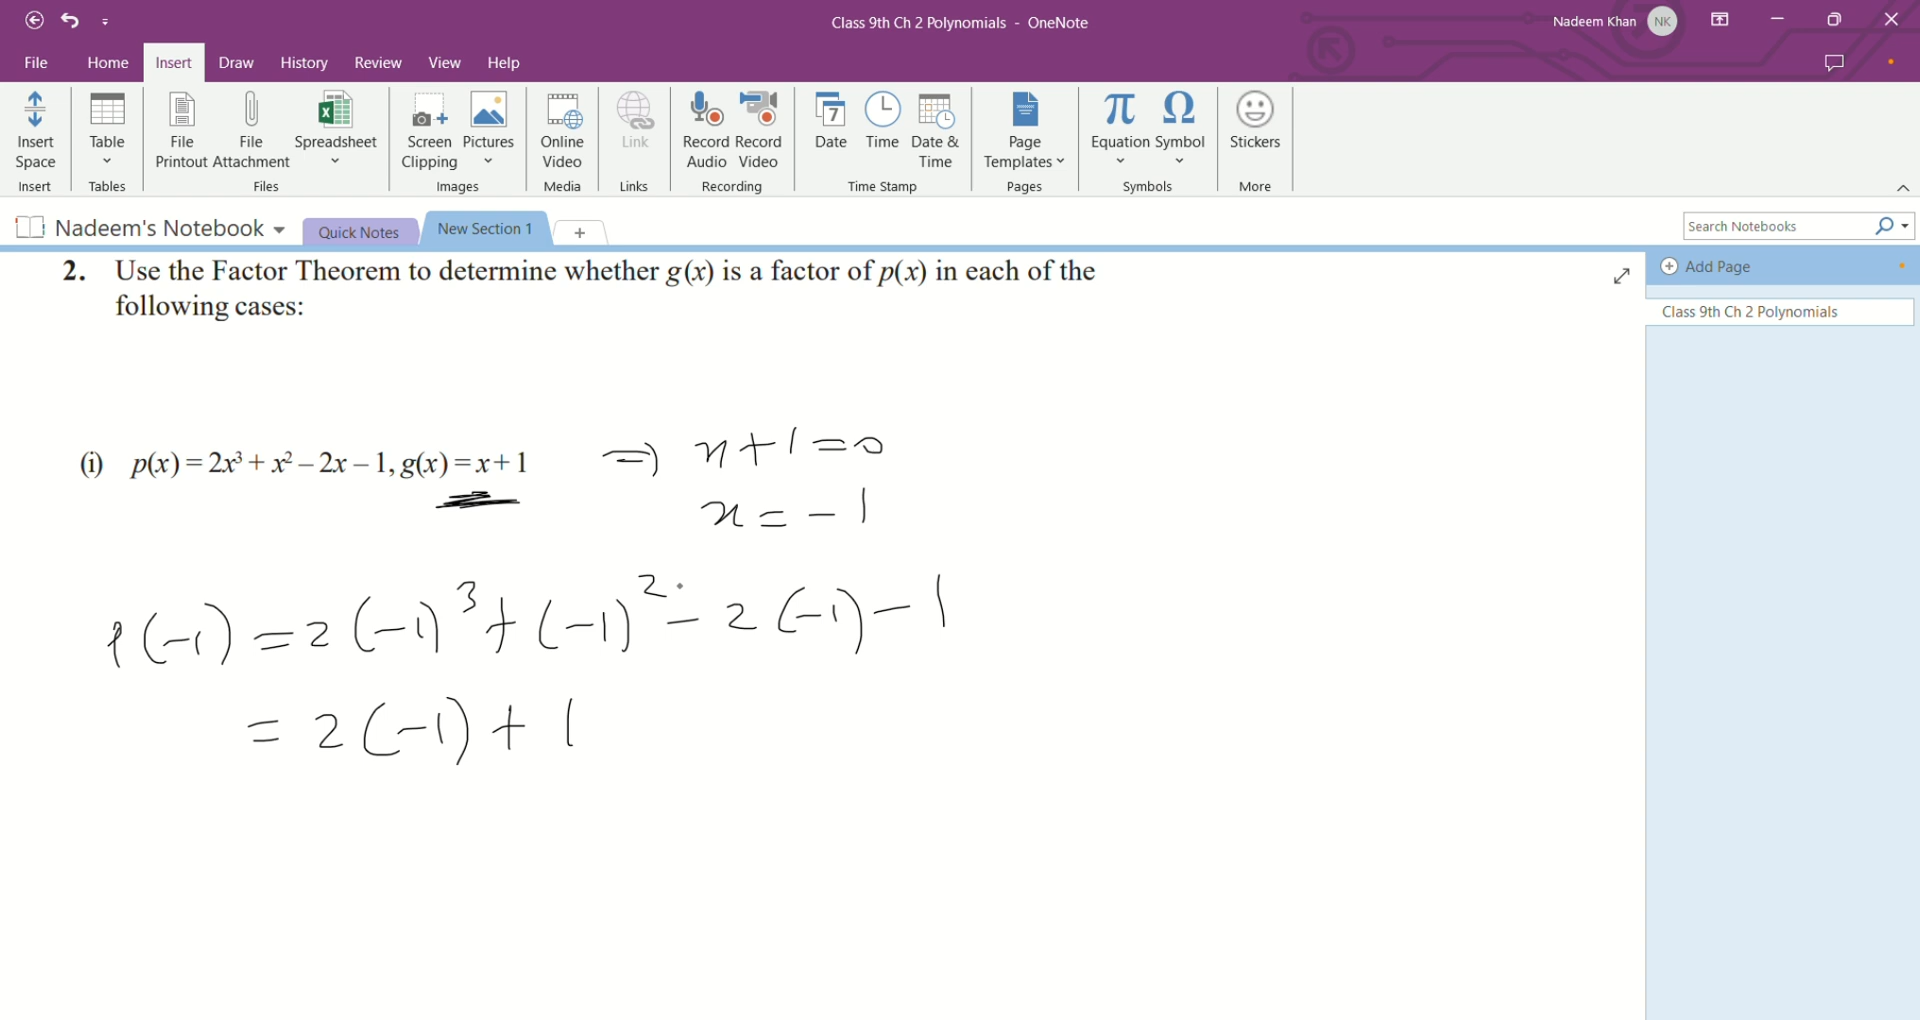 Class 9th Ch 2 Polynomials - OneNote
Nadeem Khan NK
File Home Insert Draw History Review View Help
Insert Space
Table
File Printout
File Attachment
Spreadsheet
Screen Clipping
Pictures
Online Video
Link
Record Audio
Record Video
7
Date
Time
Date & Time
Page Templates
π
Equation
Ω
Symbol
Stickers
Insert Tables Files Images Media Links Recording Time Stamp Pages Symbols More
Nadeem's Notebook
Quick Notes
New Section 1
+
Search Notebooks
Add Page
Class 9th Ch 2 Polynomials
2. Use the Factor Theorem to determine whether g(x) is a factor of p(x) in each of the
following cases:
(i) p(x) = 2x³ + x² – 2x – 1, g(x) = x + 1
⇒ x + 1 = 0
x = - 1
p(-1) = 2(-1)³ + (-1)² - 2(-1) - 1
= 2(-1) + 1